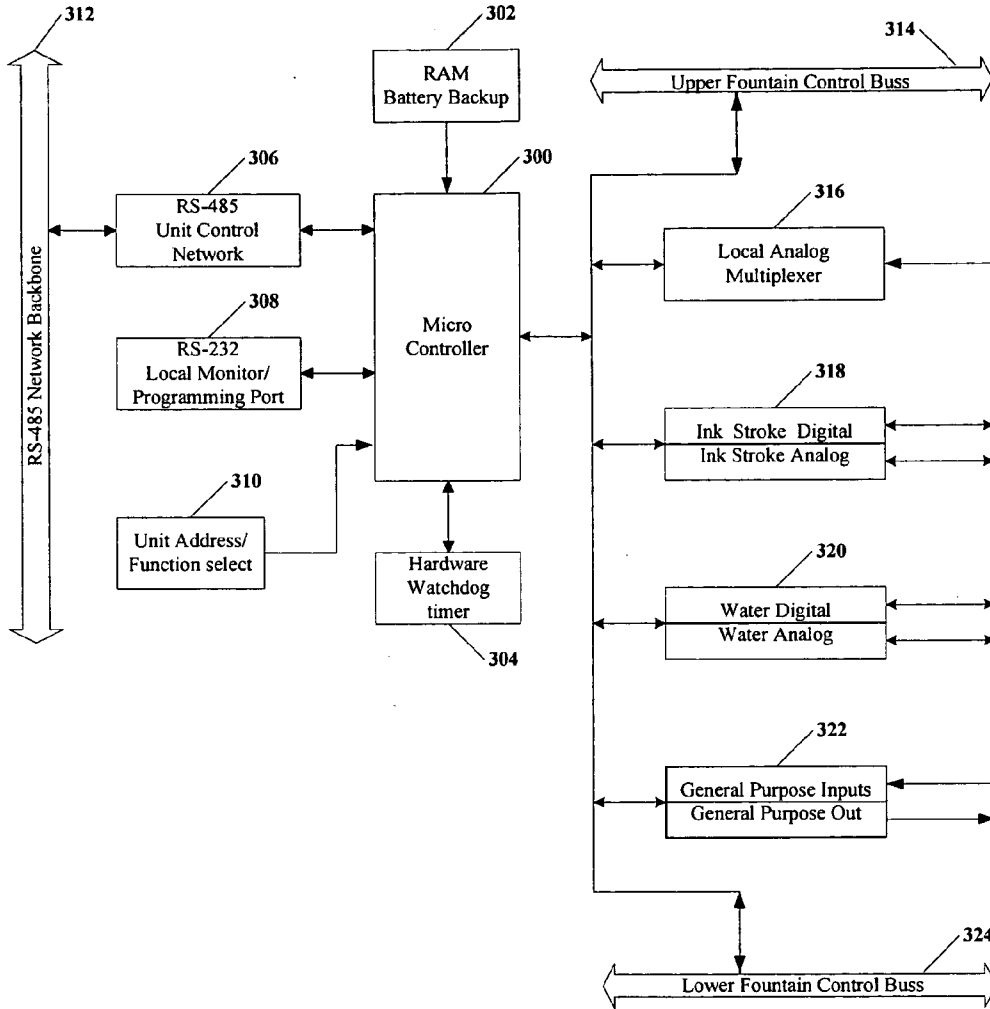 312
302
314
RAM
Battery Backup
Upper Fountain Control Buss
306
300
316
RS-485
Unit Control
Network
Local Analog
Multiplexer
308
Micro
Controller
RS-232
Local Monitor/
Programming Port
318
Ink Stroke Digital
Ink Stroke Analog
RS-485 Network Backbone
310
Unit Address/
Function select
Hardware
Watchdog
timer
304
320
Water Digital
Water Analog
322
General Purpose Inputs
General Purpose Out
324
Lower Fountain Control Buss